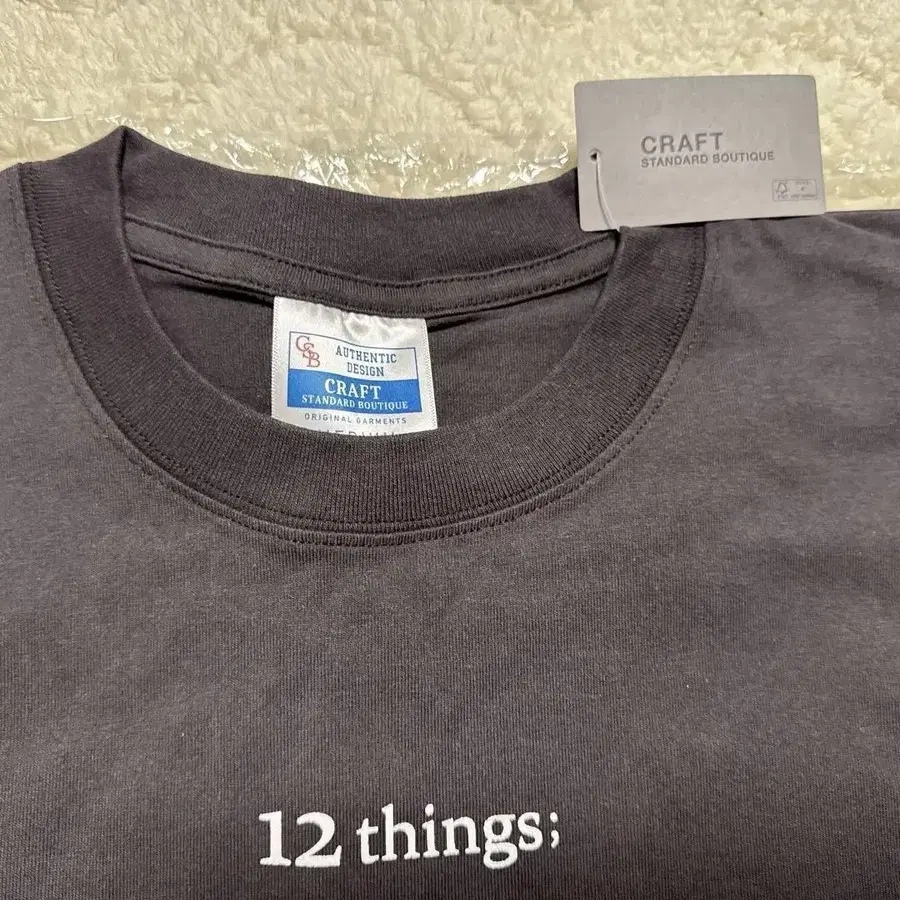 CRAFT
STANDARD BOUTIQUE
CSB
AUTHENTIC
DESIGN
CRAFT
STANDARD BOUTIQUE
ORIGINAL GARMENTS
12 things;